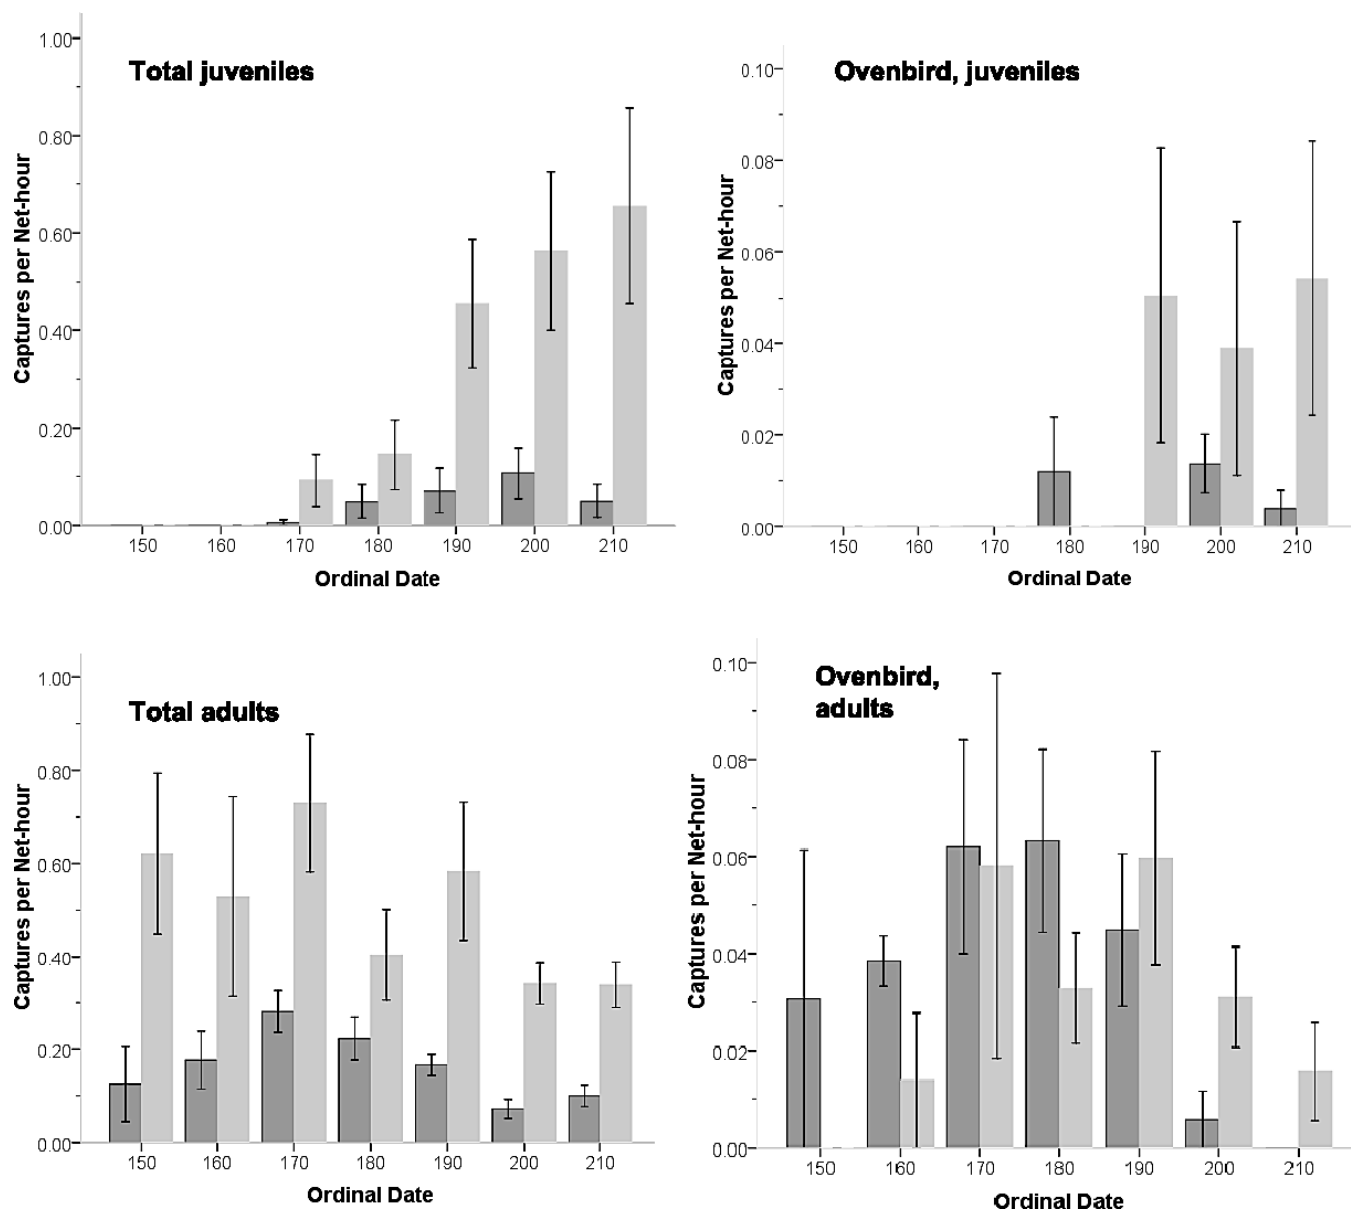 Total juveniles
Captures per Net-hour
1.00
0.80
0.60
0.40
0.20
0.00
150 160 170 180 190 200 210
Ordinal Date
Ovenbird, juveniles
Captures per Net-hour
0.10
0.08
0.06
0.04
0.02
0.00
150 160 170 180 190 200 210
Ordinal Date
Total adults
Captures per Net-hour
1.00
0.80
0.60
0.40
0.20
0.00
150 160 170 180 190 200 210
Ordinal Date
Ovenbird,
adults
Captures per Net-hour
0.10
0.08
0.06
0.04
0.02
0.00
150 160 170 180 190 200 210
Ordinal Date